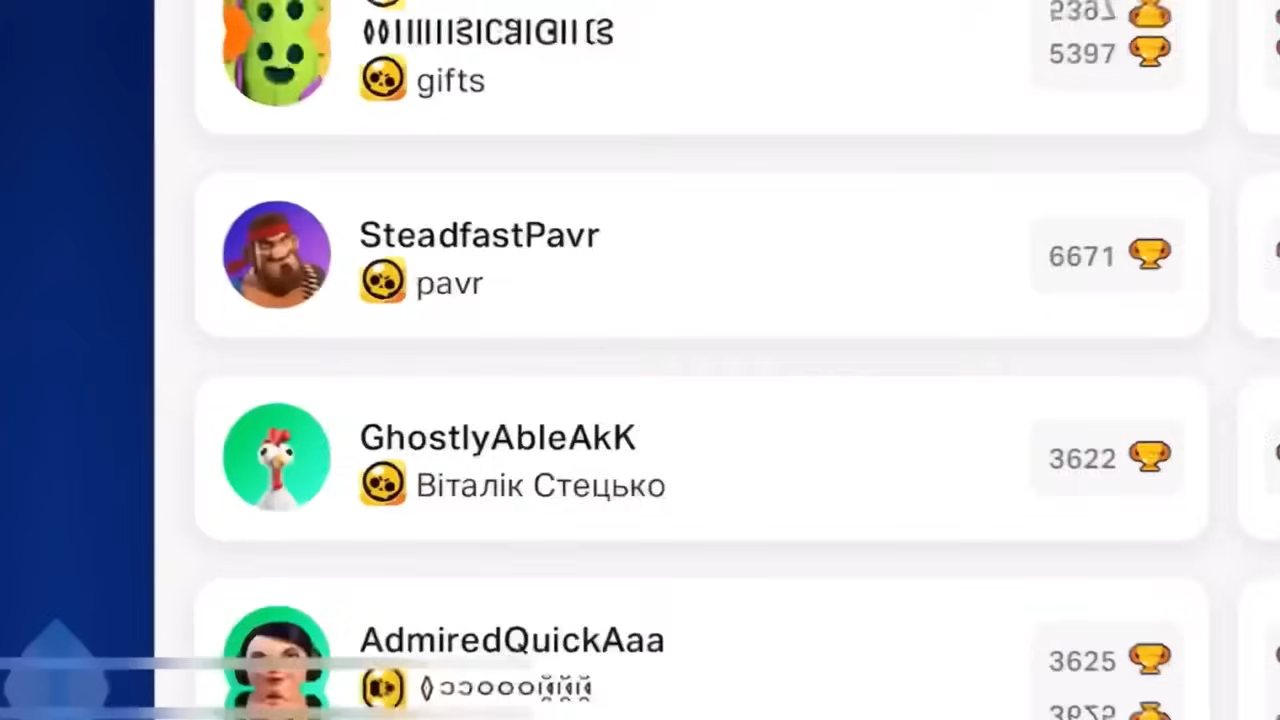 5397
gifts
SteadfastPavr
6671
pavr
GhostlyAbleAkK
3622
Віталік Стецько
AdmiredQuickAaa
3625